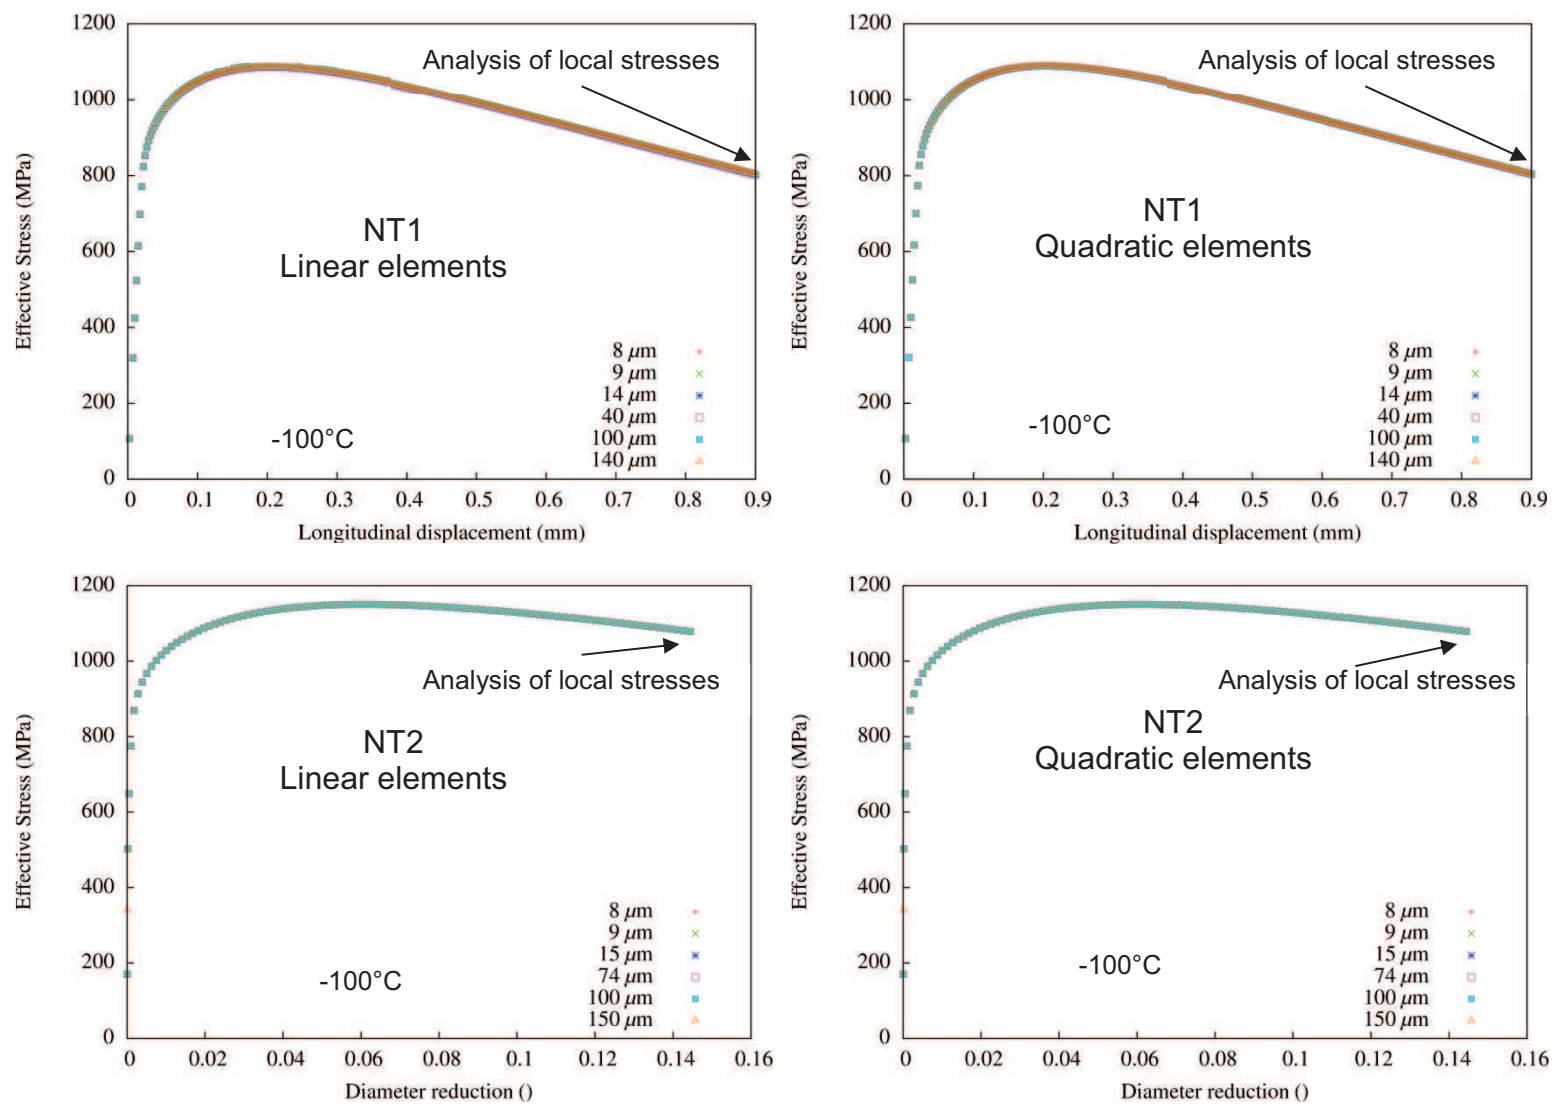 1200
1000
800
600
400
200
0
Effective Stress (MPa)
Analysis of local stresses
NT1
Linear elements
-100°C
8 μm
9 μm
14 μm
40 μm
100 μm
140 μm
0 0.1 0.2 0.3 0.4 0.5 0.6 0.7 0.8 0.9
Longitudinal displacement (mm)
1200
1000
800
600
400
200
0
Effective Stress (MPa)
Analysis of local stresses
NT1
Quadratic elements
-100°C
8 μm
9 μm
14 μm
40 μm
100 μm
140 μm
0 0.1 0.2 0.3 0.4 0.5 0.6 0.7 0.8 0.9
Longitudinal displacement (mm)
1200
1000
800
600
400
200
0
Effective Stress (MPa)
Analysis of local stresses
NT2
Linear elements
-100°C
8 μm
9 μm
15 μm
74 μm
100 μm
150 μm
0 0.02 0.04 0.06 0.08 0.1 0.12 0.14 0.16
Diameter reduction ()
1200
1000
800
600
400
200
0
Effective Stress (MPa)
Analysis of local stresses
NT2
Quadratic elements
-100°C
8 μm
9 μm
15 μm
74 μm
100 μm
150 μm
0 0.02 0.04 0.06 0.08 0.1 0.12 0.14 0.16
Diameter reduction ()